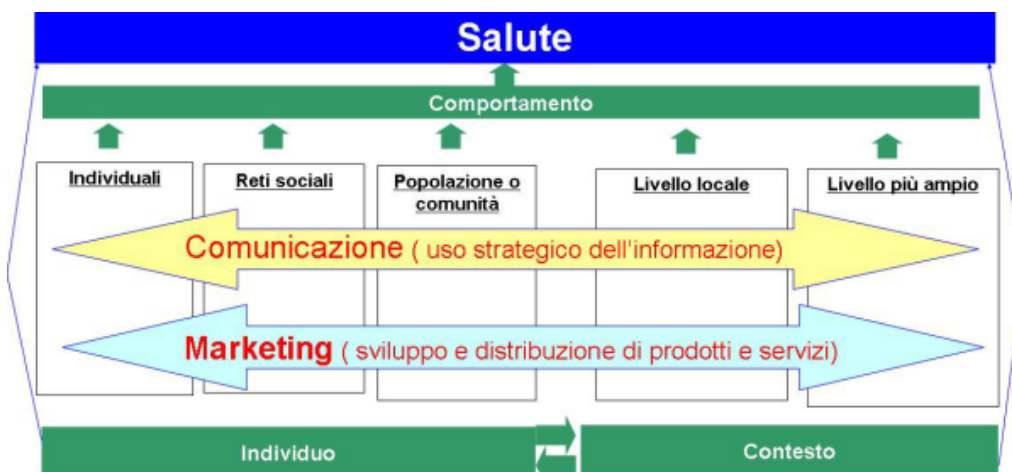 Salute
Comportamento
Individuali
Reti sociali
Popolazione o
comunità
Livello locale
Livello più ampio
Comunicazione ( uso strategico dell'informazione)
Marketing ( sviluppo e distribuzione di prodotti e servizi)
Individuo
Contesto